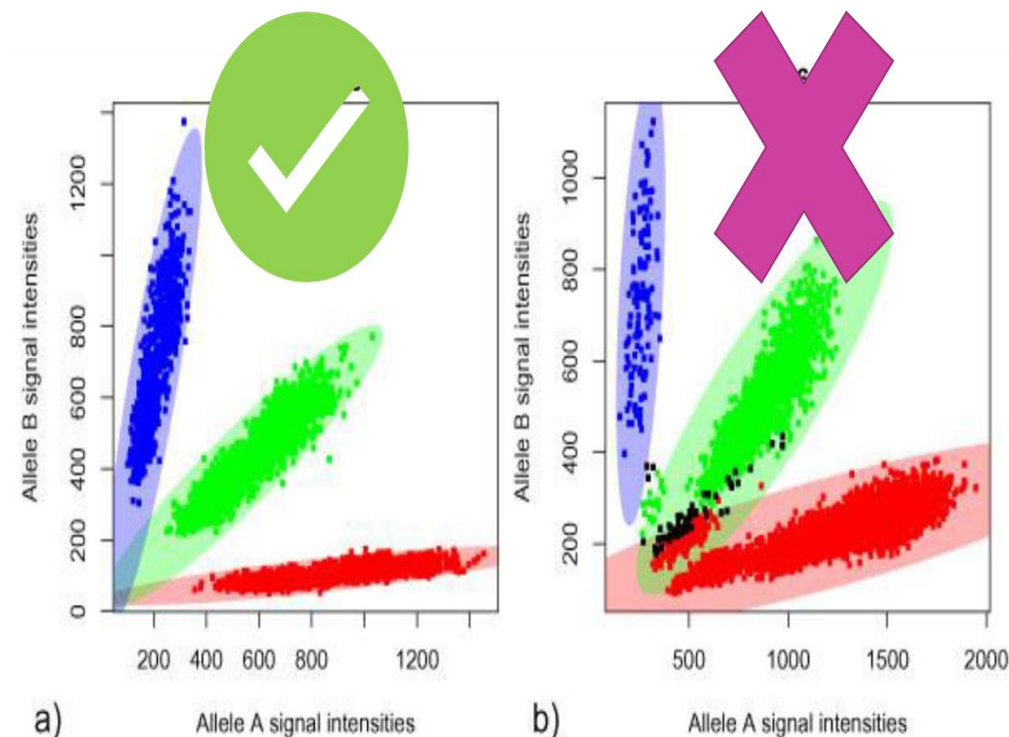 Allele B signal intensities
1200
800
600
400
200
0
200 400 600 800 1200
a)
Allele A signal intensities
Allele B signal intensities
1000
800
600
400
200
500 1000 1500 2000
b)
Allele A signal intensities